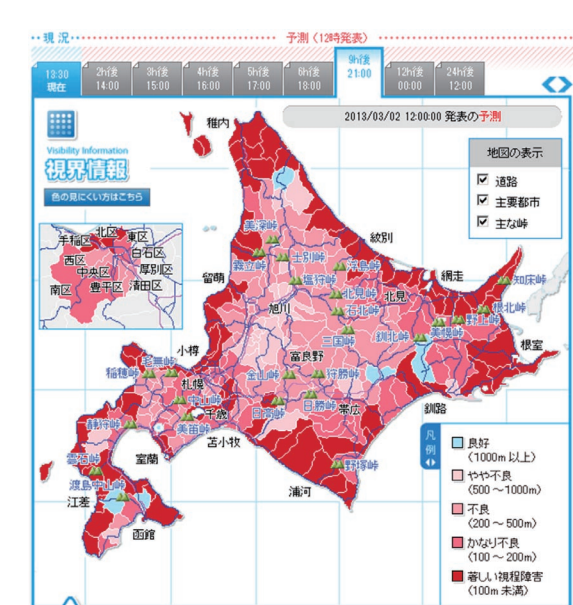 現況
予測〈12時発表〉
13:30
現在
2h後
14:00
3h後
15:00
4h後
16:00
5h後
17:00
6h後
18:00
9h後
21:00
12h後
00:00
24h後
12:00
2013/03/02 12:00:00 発表の予測
Visibility Information
視界情報
色の見にくい方はこちら
地図の表示
道路
主要都市
主な峠
手稲区
北区
東区
西区
白石区
中央区
厚別区
南区
豊平区
清田区
稚内
美深峠
紋別
霧立峠
士別峠
浮島峠
網走
知床峠
留萌
塩狩峠
北見峠
北見
旭川
石北峠
根北峠
野上峠
美幌峠
三国峠
釧北峠
小樽
毛無峠
富良野
根室
稲穂峠
札幌
金山峠
狩勝峠
中山峠
日勝峠
帯広
釧路
千歳
日高峠
美笛峠
静狩峠
苫小牧
室蘭
野塚峠
雲石峠
渡島中山峠
浦河
江差
函館
凡例
良好
〈1000m以上〉
やや不良
〈500～1000m〉
不良
〈200～500m〉
かなり不良
〈100～200m〉
著しい視程障害
〈100m未満〉